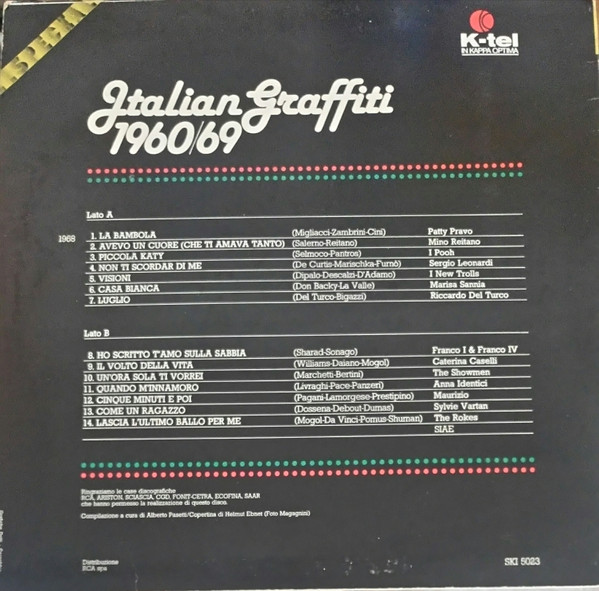 SPECIAL
K-tel
IN KAPPA OPTIMA
Italian Graffiti
1960/69
Lato A
1968
1. LA BAMBOLA (Migliacci-Zambrini-Cini) Patty Pravo
2. AVEVO UN CUORE (CHE TI AMAVA TANTO) (Salerno-Reitano) Mino Reitano
3. PICCOLA KATY (Selmoco-Pantros) I Pooh
4. NON TI SCORDAR DI ME (De Curtis-Marischka-Furnò) Sergio Leonardi
5. VISIONI (Dipalo-Descalzi-D'Adamo) I New Trolls
6. CASA BIANCA (Don Backy-La Valle) Marisa Sannia
7. LUGLIO (Del Turco-Bigazzi) Riccardo Del Turco
Lato B
8. HO SCRITTO T'AMO SULLA SABBIA (Sharad-Sonago) Franco I & Franco IV
9. IL VOLTO DELLA VITA (Williams-Daiano-Mogol) Caterina Caselli
10. UN'ORA SOLA TI VORREI (Marchetti-Bertini) The Showmen
11. QUANDO M'INNAMORO (Livraghi-Pace-Panzeri) Anna Identici
12. CINQUE MINUTI E POI (Pagani-Lamorgese-Prestipino) Maurizio
13. COME UN RAGAZZO (Dossena-Debout-Dumas) Sylvie Vartan
14. LASCIA L'ULTIMO BALLO PER ME (Mogol-Da Vinci-Pomus-Shuman) The Rokes
SIAE
Ringraziamo le case discografiche
RCA, ARISTON, SCIASCIA, CGD, FONIT-CETRA, ECOFINA, SAAR
che hanno permesso la realizzazione di questo disco.
Compilazione a cura di Alberto Pasetti/Copertina di Helmut Ebnet (Foto Magagnini)
Distribuzione
RCA spa
SKI 5023